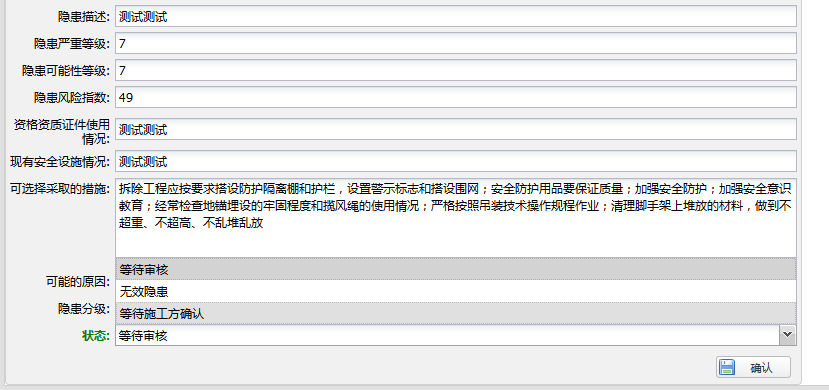 隐患描述: 测试测试
隐患严重等级: 7
隐患可能性等级: 7
隐患风险指数: 49
资格资质证件使用
情况: 测试测试
现有安全设施情况: 测试测试
可选择采取的措施: 拆除工程应按要求搭设防护隔离棚和护栏，设置警示标志和搭设围网；安全防护用品要保证质量；加强安全防护；加强安全意识
教育；经常检查地锚埋设的牢固程度和揽风绳的使用情况；严格按照吊装技术操作规程作业；清理脚手架上堆放的材料，做到不
超重、不超高、不乱堆乱放
等待审核
可能的原因:
无效隐患
隐患分级:
等待施工方确认
状态: 等待审核
确认